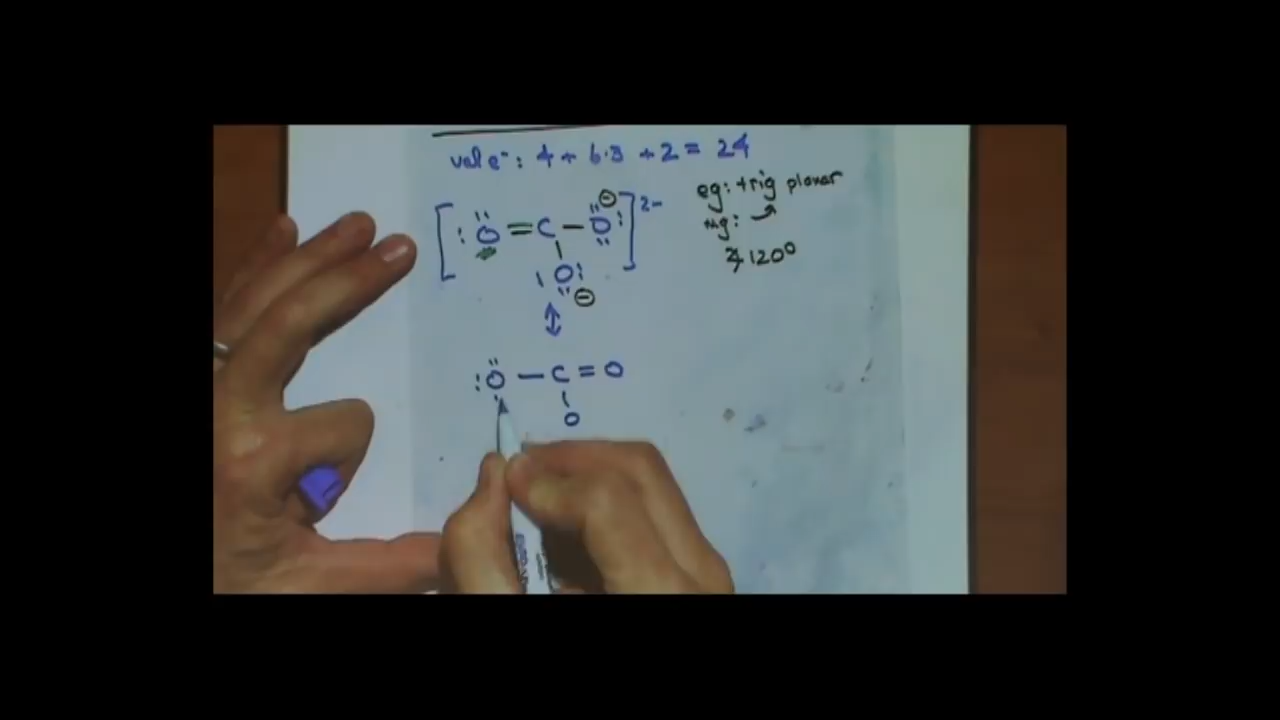 val e⁻: 4 + 6·3 + 2 = 24
eg: trig planar
mg: ↗
∡ 120°
[ :Ö = C — Ö: ⊖ ] 2-
|
O: ⊖
↕
:Ö — C = O
|
O